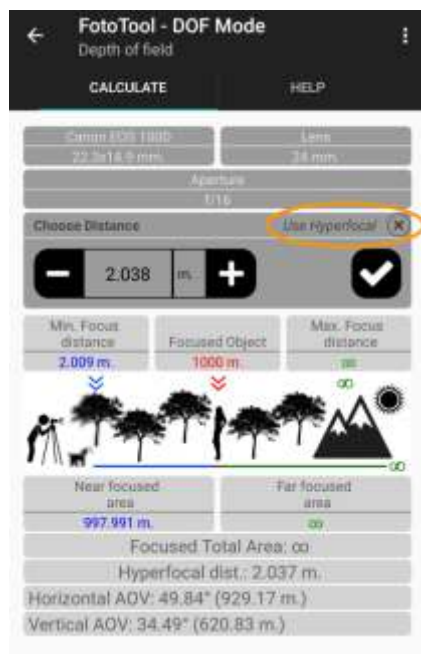 FotoTool - DOF Mode
Depth of field
CALCULATE
HELP
Canon EOS 100D
Lens
22.3x14.9 mm.
24 mm.
Aperture
f/16
Choose Distance
Use Hyperfocal
2.038
m.
Min. Focus
distance
Focused Object
Max. Focus
distance
2.009 m.
1000 m.
∞
∞
∞
Near focused
area
Far focused
area
997.991 m.
∞
Focused Total Area: ∞
Hyperfocal dist.: 2.037 m.
Horizontal AOV: 49.84° (929.17 m.)
Vertical AOV: 34.49° (620.83 m.)